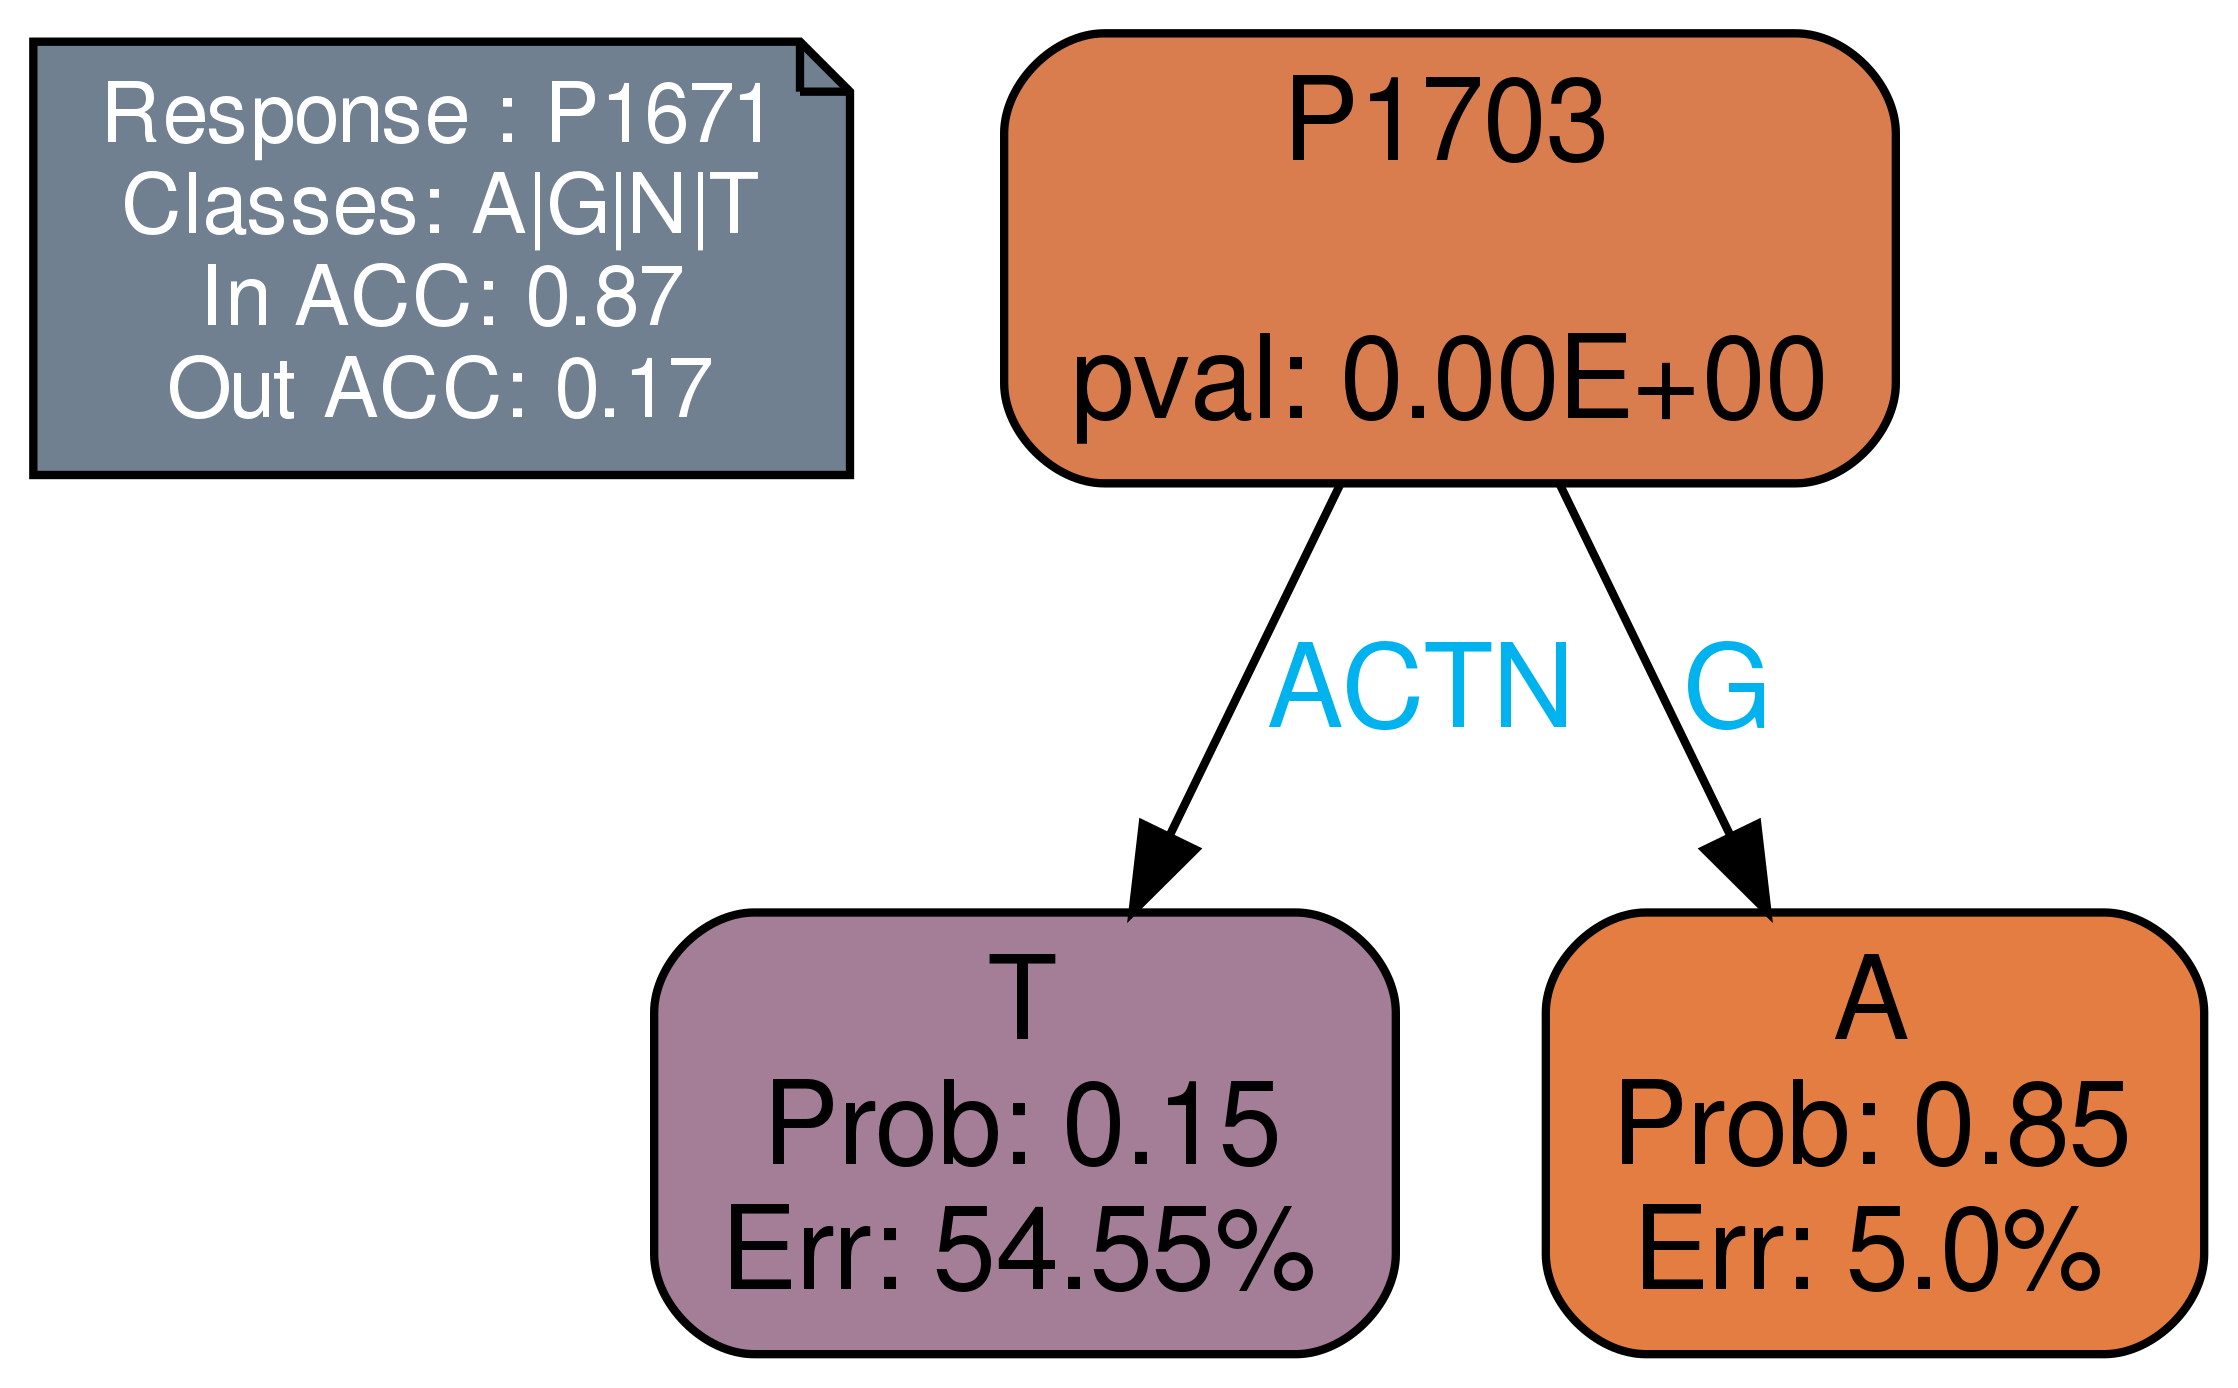 Response : P1671
Classes: A|G|N|T
In ACC: 0.87
Out ACC: 0.17
P1703
pval: 0.00E+00
ACTN
G
T
Prob: 0.15
Err: 54.55%
A
Prob: 0.85
Err: 5.0%